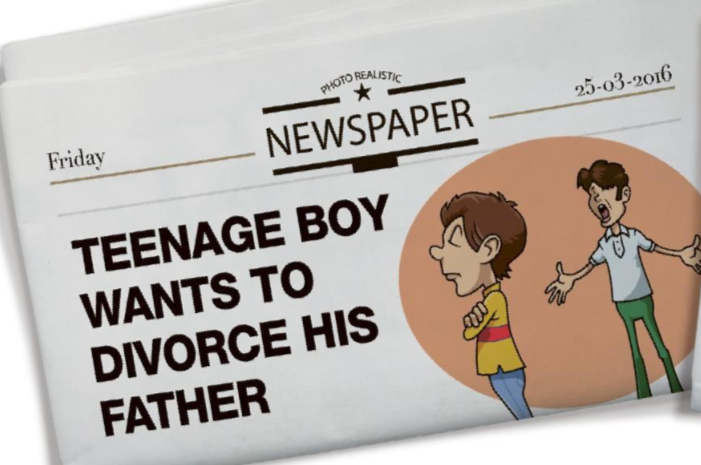 PHOTO REALISTIC
NEWSPAPER
Friday
25-03-2016
TEENAGE BOY
WANTS TO
DIVORCE HIS
FATHER